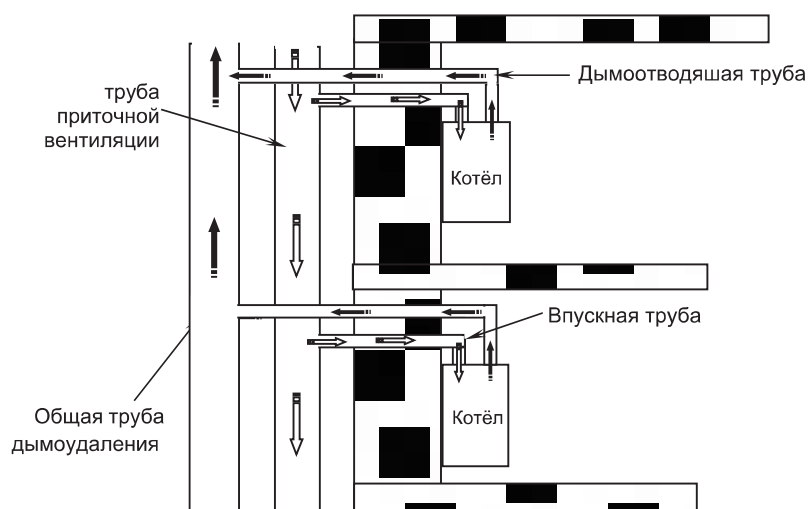 Дымоотводяшая труба
труба
приточной
вентиляции
Котёл
Впускная труба
Общая труба
дымоудаления
Котёл